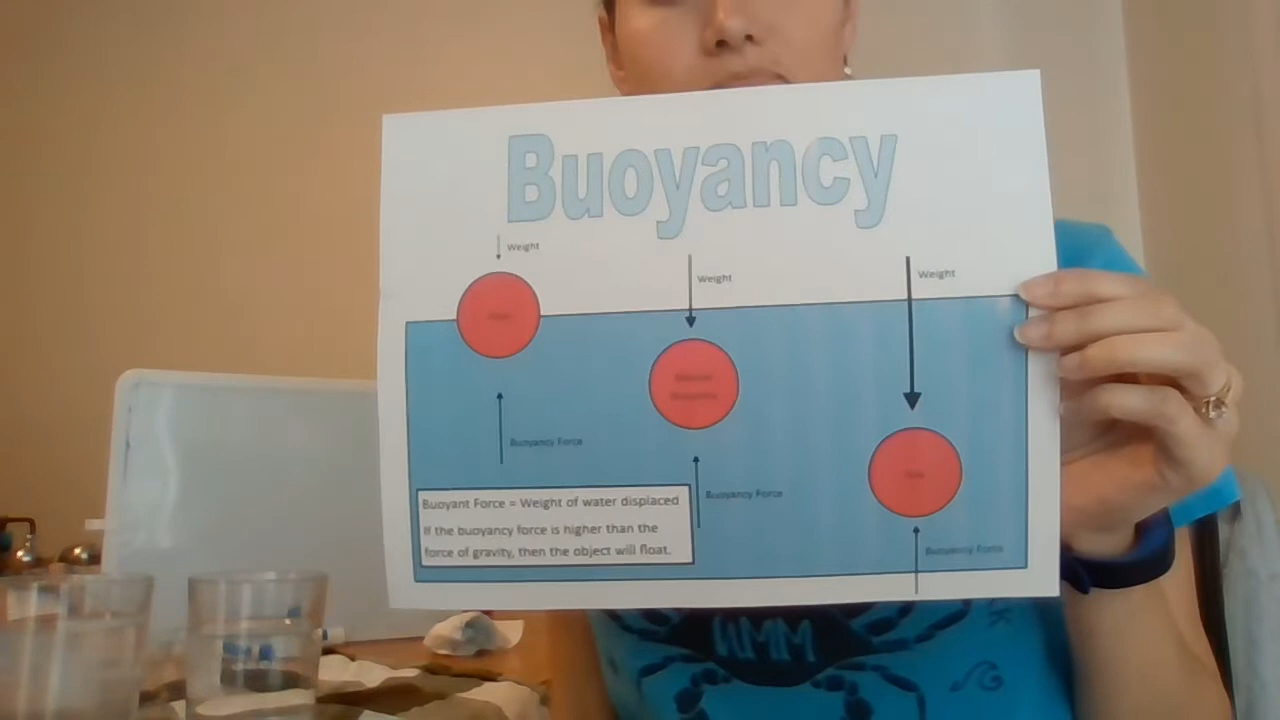 Buoyancy
Weight
Weight
Weight
Buoyancy Force
Buoyancy Force
Buoyancy Force
Buoyant Force = Weight of water displaced
If the buoyancy force is higher than the
force of gravity, then the object will float.
WMM